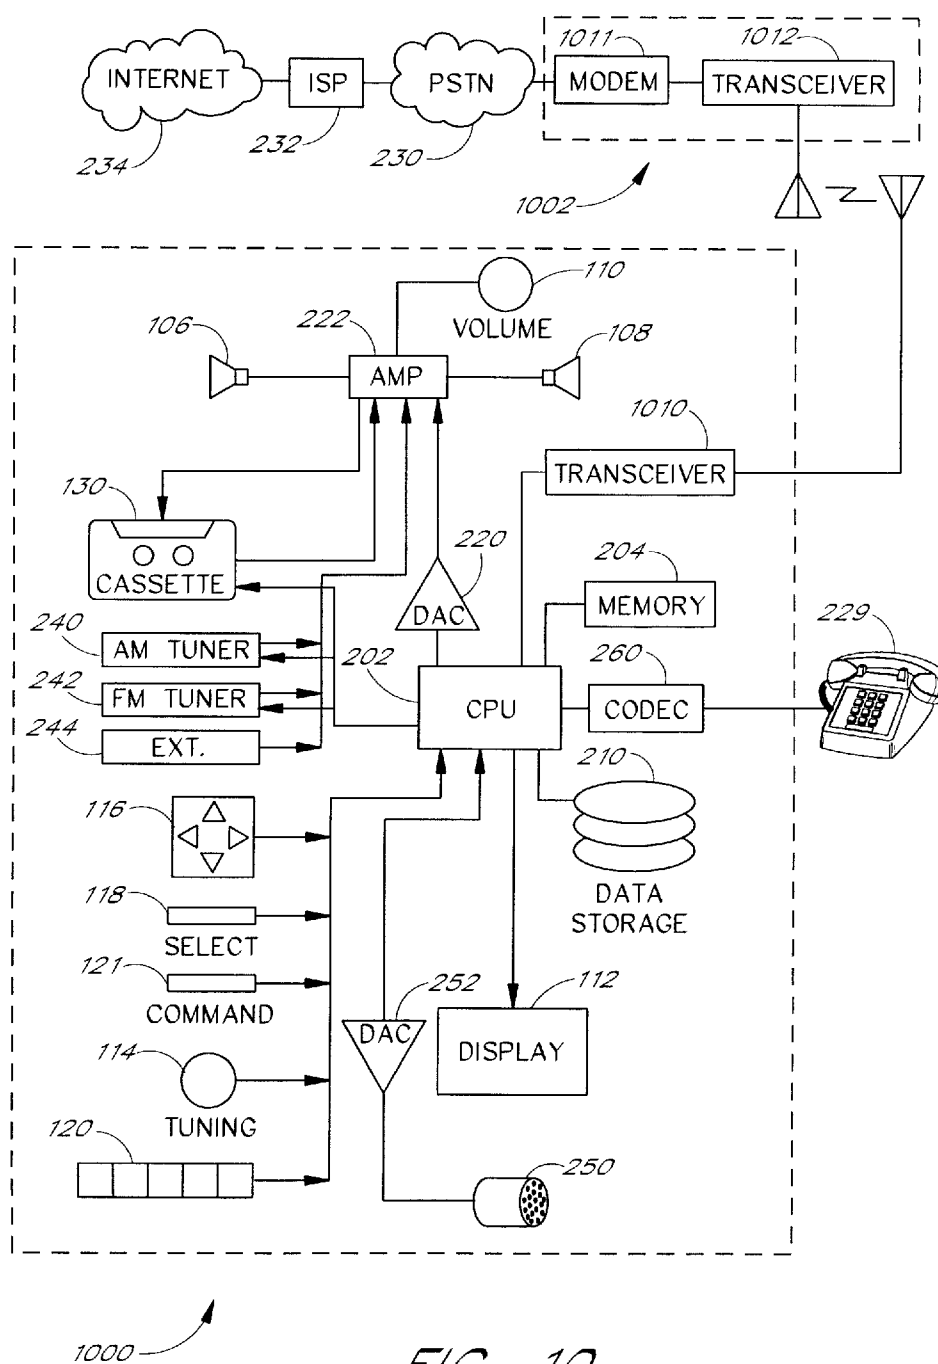 1011
1012
INTERNET
ISP
PSTN
MODEM
TRANSCEIVER
234
232
230
1002
110
222
VOLUME
106
108
AMP
1010
TRANSCEIVER
130
220
204
CASSETTE
DAC
MEMORY
229
240
AM TUNER
202
260
242
FM TUNER
CPU
CODEC
244
EXT.
210
116
118
SELECT
DATA
STORAGE
121
COMMAND
252
112
DAC
DISPLAY
114
TUNING
120
250
1000